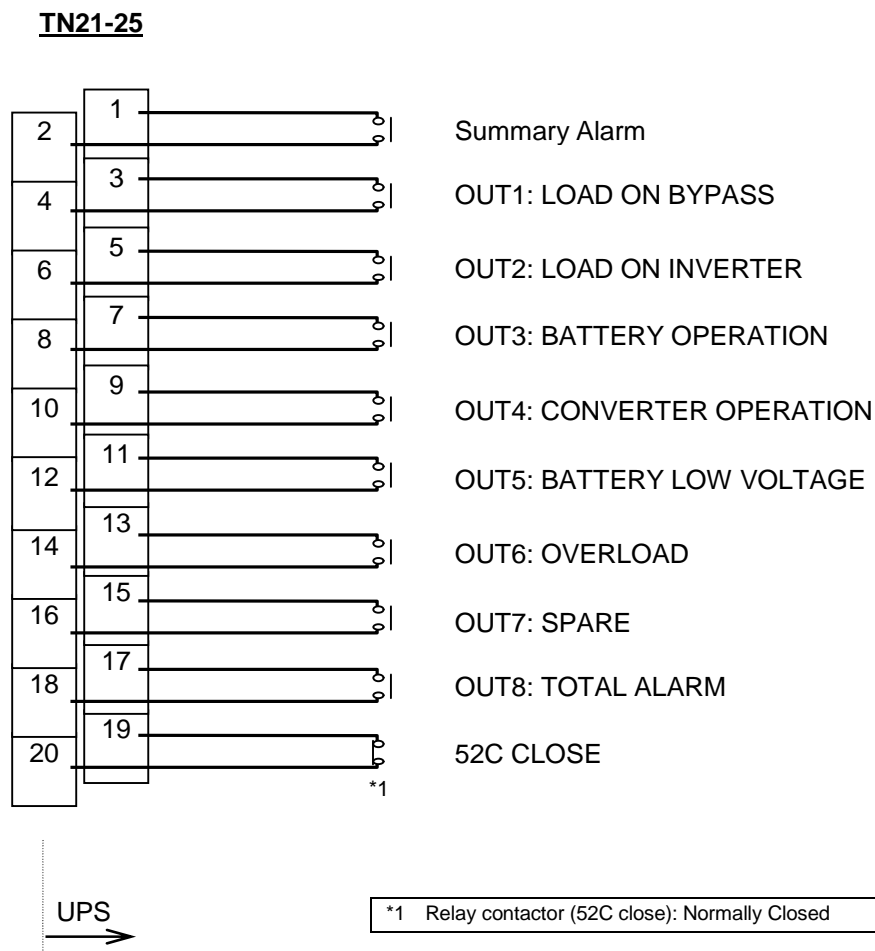 TN21-25
1
2
Summary Alarm
3
4
OUT1: LOAD ON BYPASS
5
6
OUT2: LOAD ON INVERTER
7
8
OUT3: BATTERY OPERATION
9
10
OUT4: CONVERTER OPERATION
11
12
OUT5: BATTERY LOW VOLTAGE
13
14
OUT6: OVERLOAD
15
16
OUT7: SPARE
17
18
OUT8: TOTAL ALARM
19
20
52C CLOSE
*1
UPS
*1 Relay contactor (52C close): Normally Closed